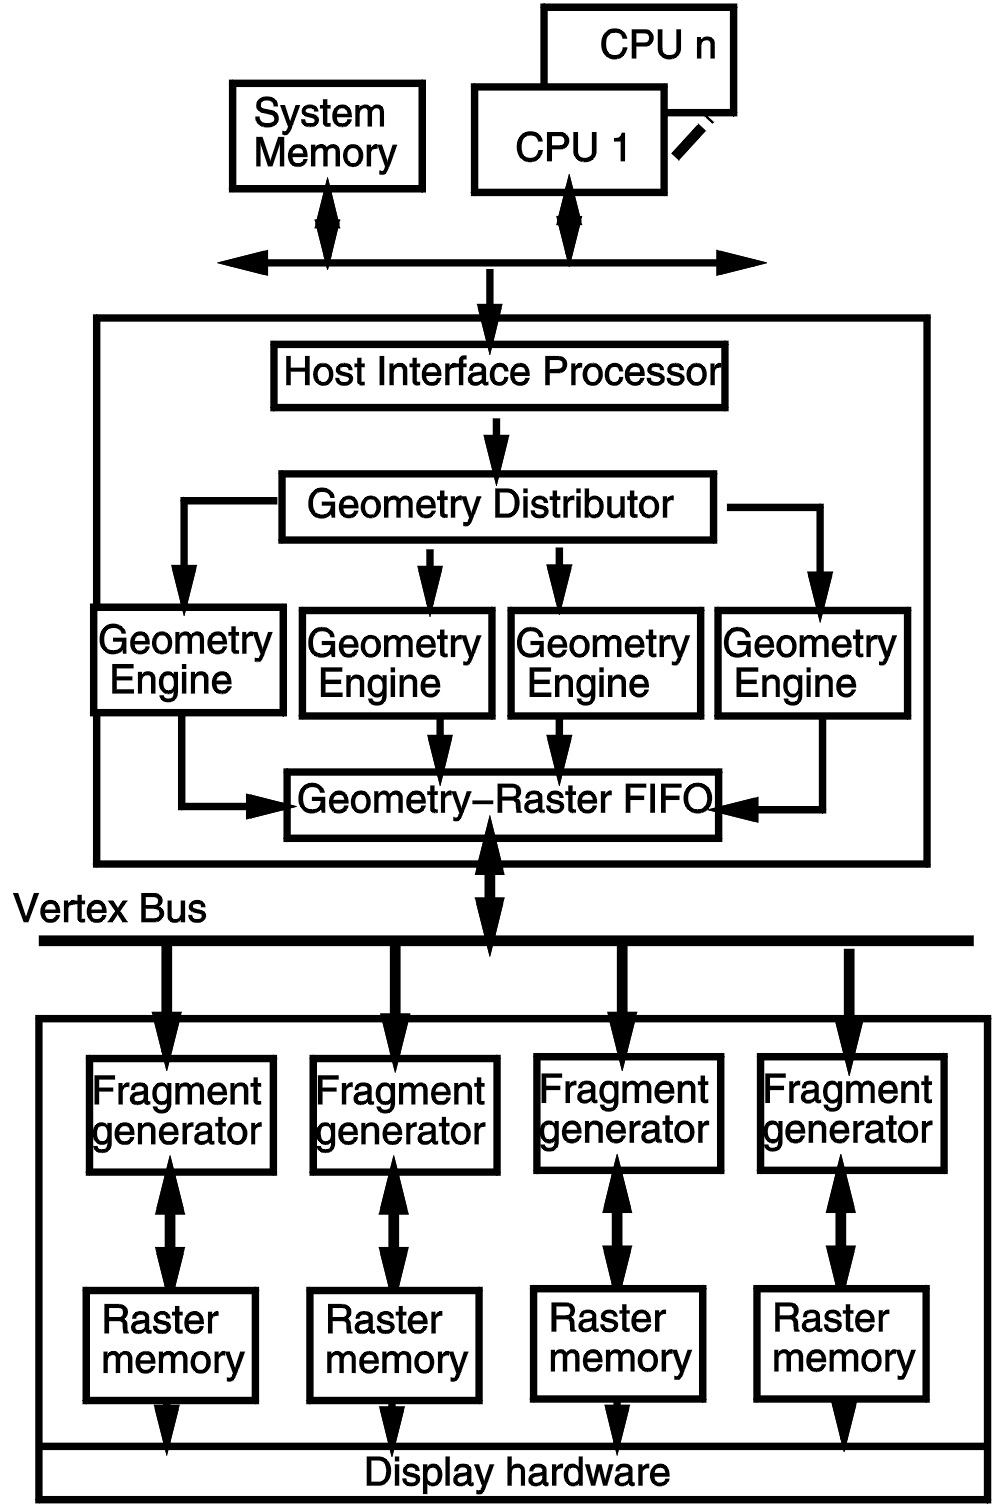 CPU n
System
Memory
CPU 1
Host Interface Processor
Geometry Distributor
Geometry
Engine
Geometry
Engine
Geometry
Engine
Geometry
Engine
Geometry–Raster FIFO
Vertex Bus
Fragment
generator
Fragment
generator
Fragment
generator
Fragment
generator
Raster
memory
Raster
memory
Raster
memory
Raster
memory
Display hardware